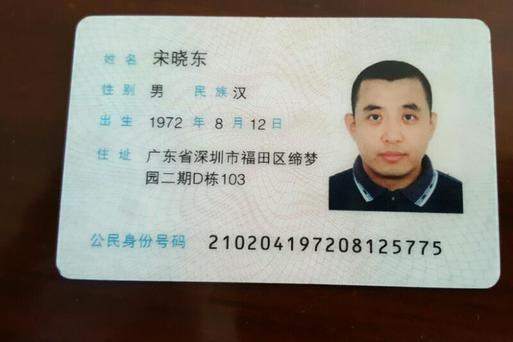 姓名 宋晓东
性别 男 民族 汉
出生 1972 年 8 月 12 日
住址 广东省深圳市福田区缔梦
园二期D栋103
公民身份号码 210204197208125775